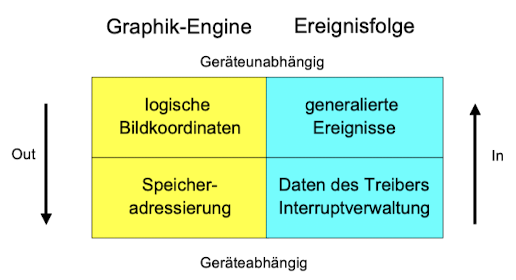 Graphik-Engine Ereignisfolge
Geräteunabhängig
logische
Bildkoordinaten
generalierte
Ereignisse
Out
In
Speicher-
adressierung
Daten des Treibers
Interruptverwaltung
Geräteabhängig